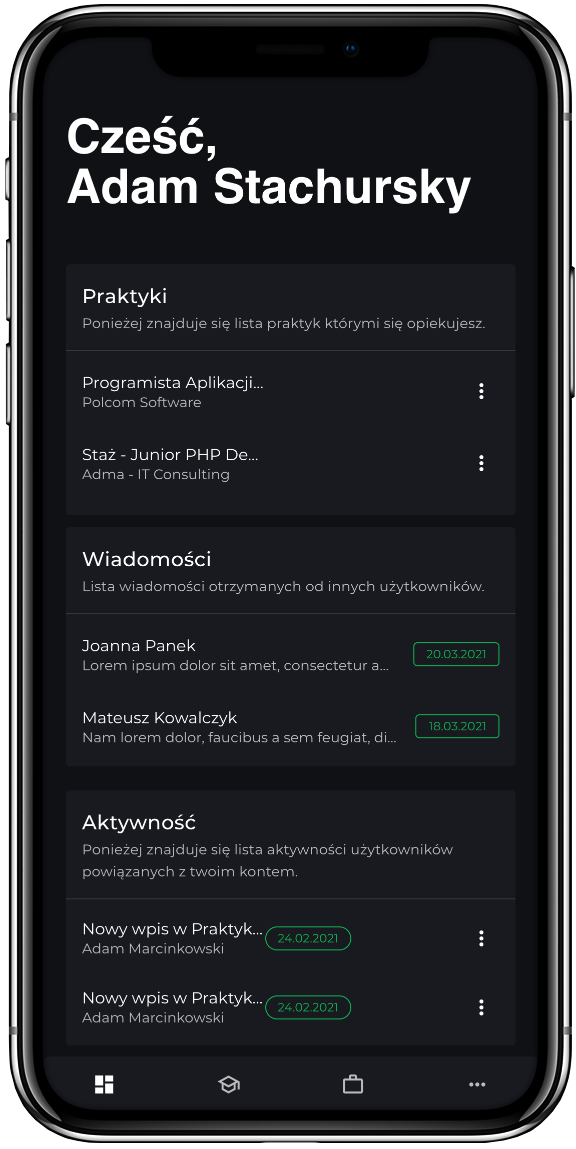 Cześć,
Adam Stachursky
Praktyki
Ponieżej znajduje się lista praktyk którymi się opiekujesz.
Programista Aplikacji...
Polcom Software
Staż - Junior PHP De...
Adma - IT Consulting
Wiadomości
Lista wiadomości otrzymanych od innych użytkowników.
Joanna Panek
20.03.2021
Lorem ipsum dolor sit amet, consectetur a...
Mateusz Kowalczyk
18.03.2021
Nam lorem dolor, faucibus a sem feugiat, di...
Aktywność
Ponieżej znajduje się lista aktywności użytkowników
powiązanych z twoim kontem.
Nowy wpis w Praktyk...
24.02.2021
Adam Marcinkowski
Nowy wpis w Praktyk...
24.02.2021
Adam Marcinkowski